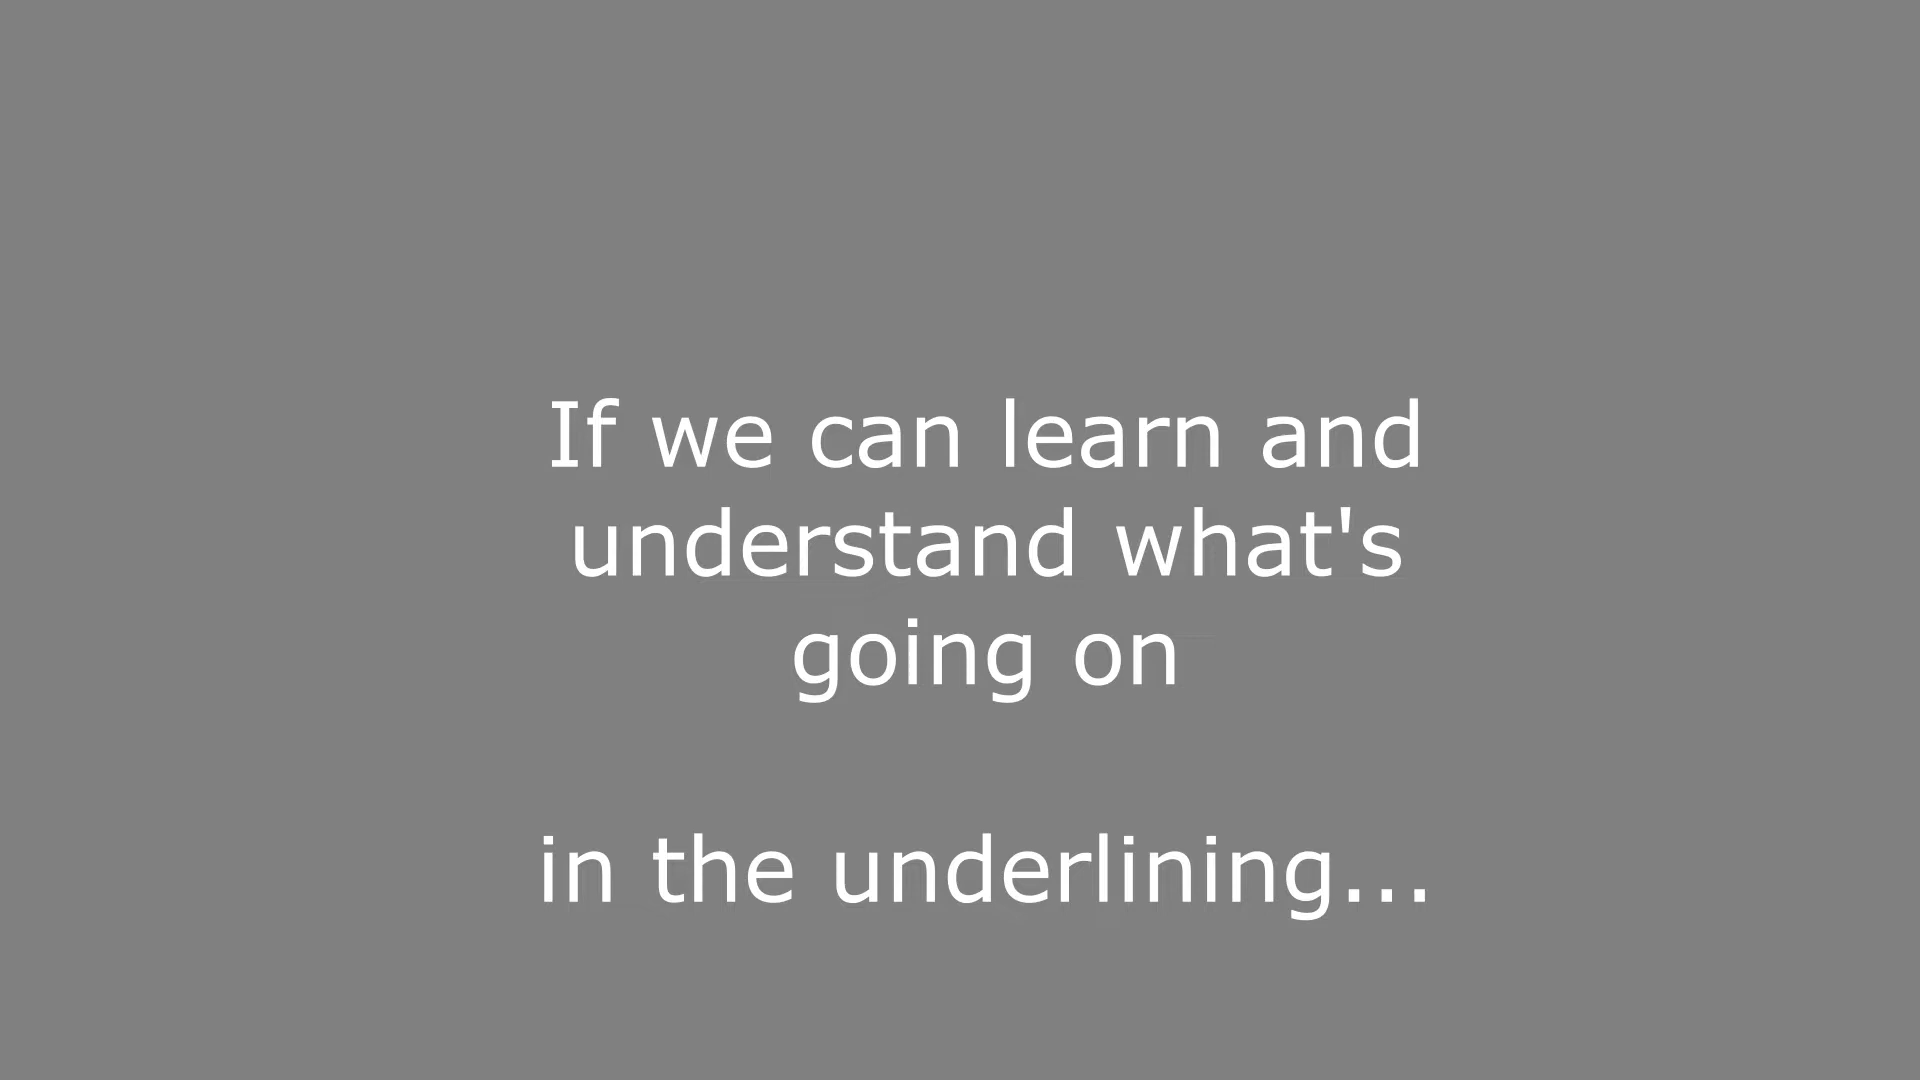 If we can learn and
understand what's
going on
in the underlining...